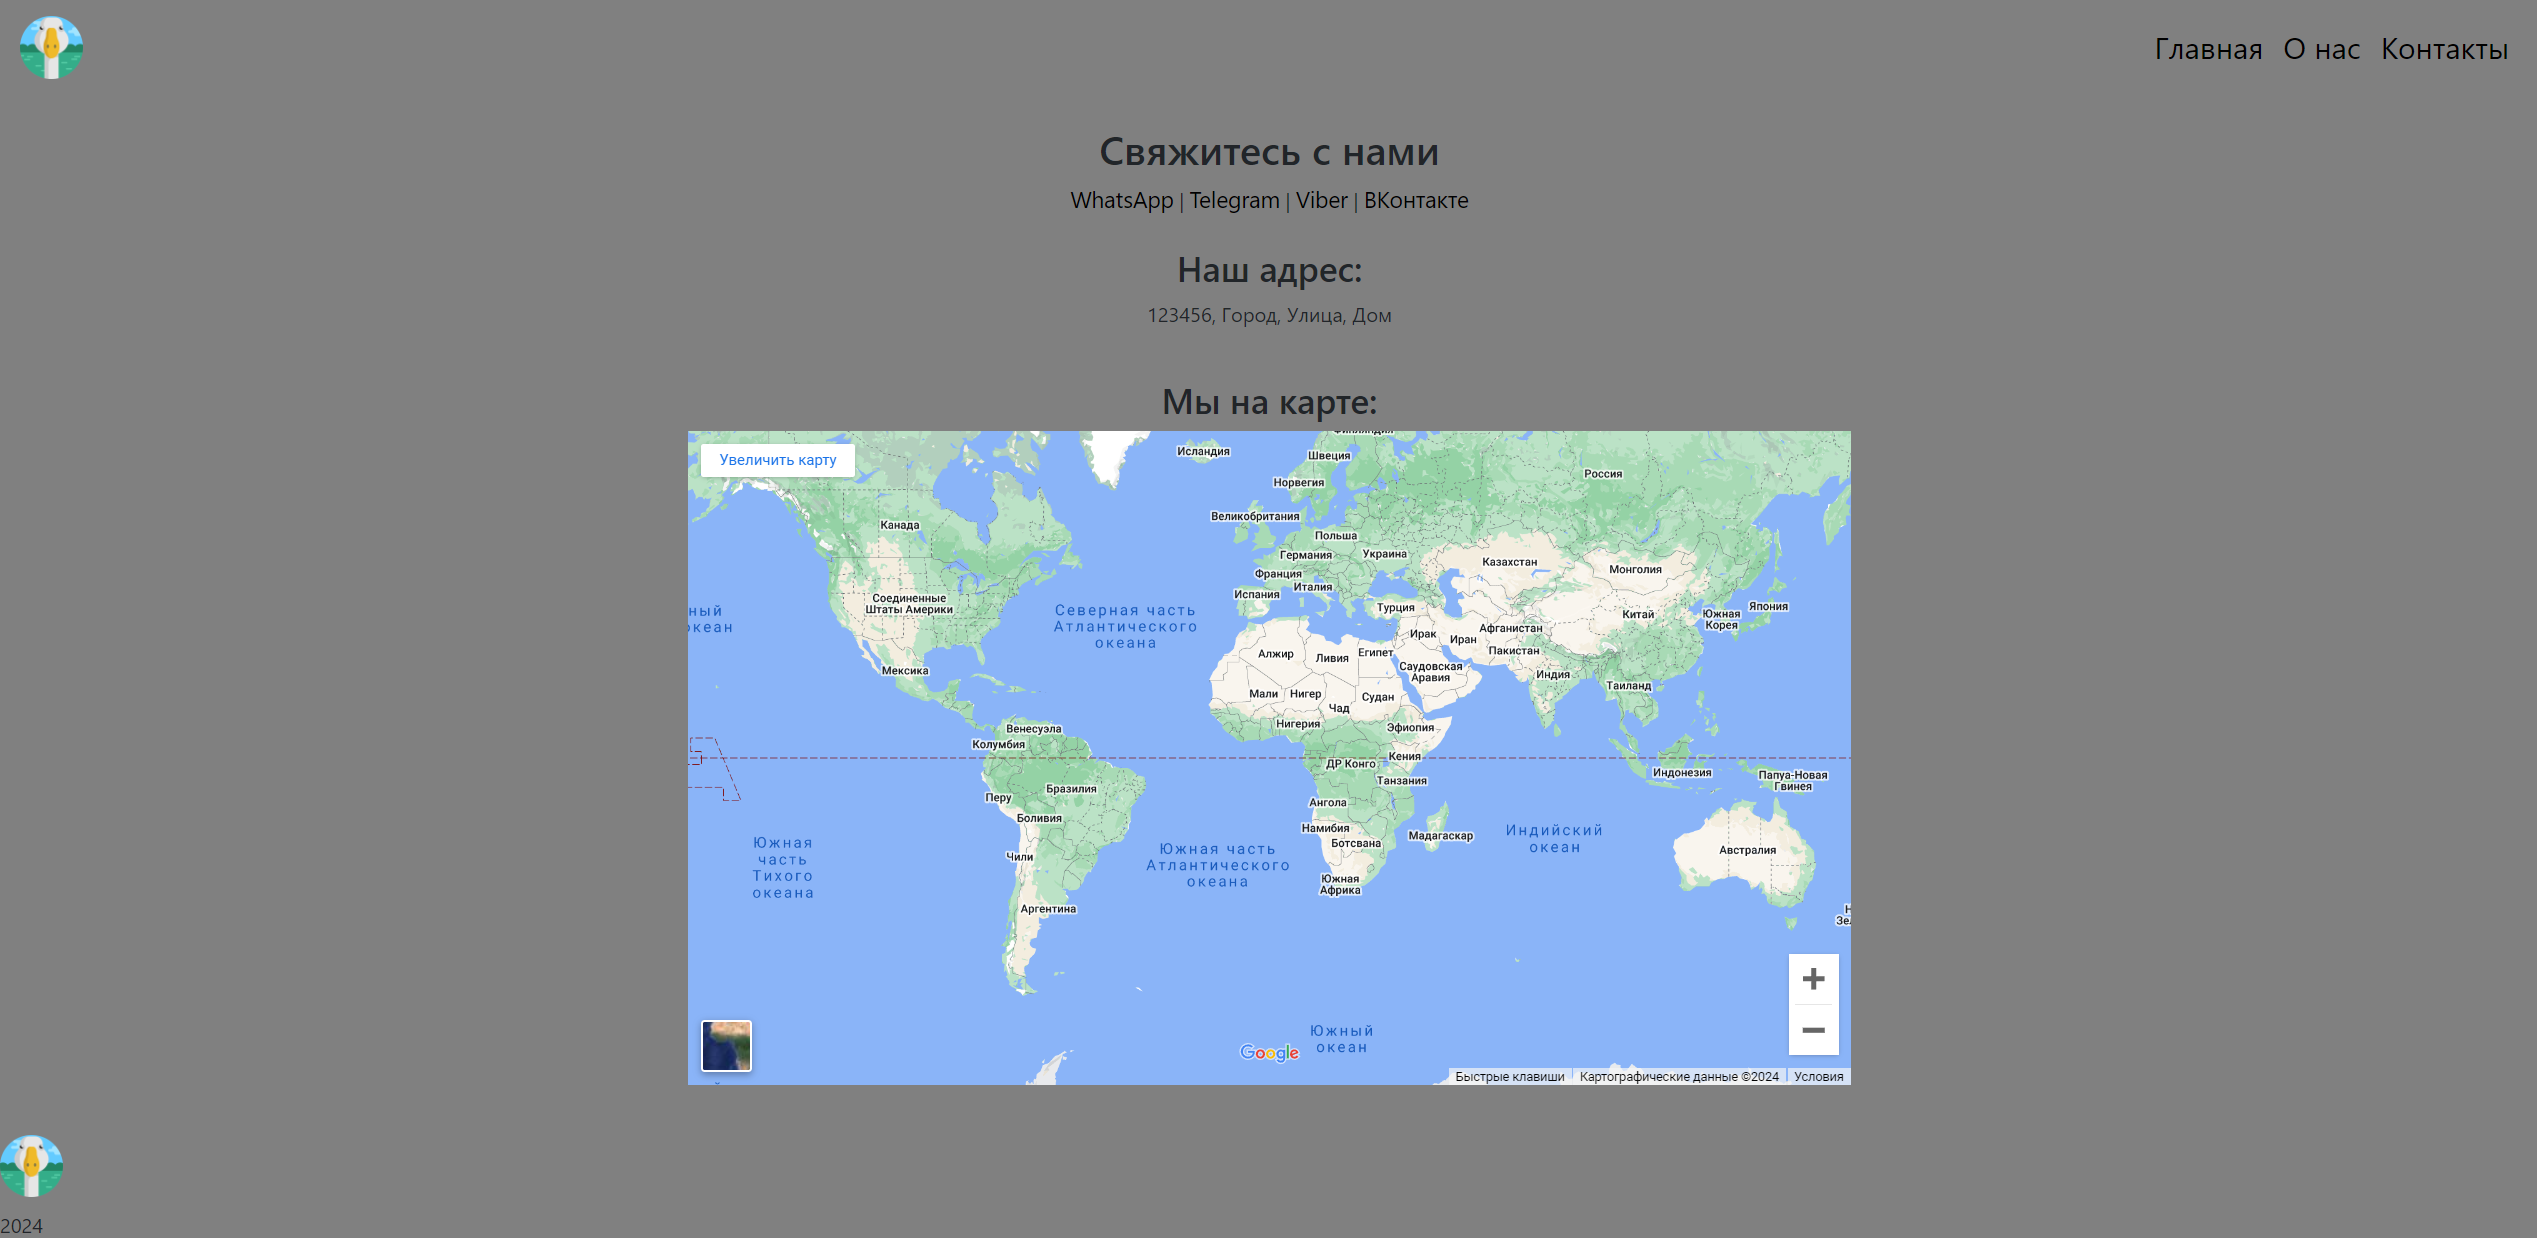 Главная О нас Контакты
Свяжитесь с нами
WhatsApp | Telegram | Viber | ВКонтакте
Наш адрес:
123456, Город, Улица, Дом
Мы на карте:
Увеличить карту
Исландия
Швеция
Россия
Норвегия
Великобритания
Канада
Польша
Германия
Украина
Казахстан
Монголия
Франция
Италия
Испания
Соединенные
Штаты Америки
Турция
Япония
Китай
Южная
Корея
Северная часть
Атлантического
океана
Афганистан
Ирак
Иран
Пакистан
Алжир
Ливия
Египет
Саудовская
Аравия
Мексика
Индия
Таиланд
Мали
Нигер
Судан
Чад
Нигерия
Эфиопия
Венесуэла
Колумбия
Кения
ДР Конго
Индонезия
Папуа-Новая
Гвинея
Танзания
Бразилия
Перу
Ангола
Боливия
Намибия
Мадагаскар
Индийский
океан
Ботсвана
Южная
часть
Тихого
океана
Южная часть
Атлантического
океана
Австралия
Чили
Южная
Африка
Аргентина
Южный
океан
Google
Быстрые клавиши
Картографические данные ©2024
Условия
2024